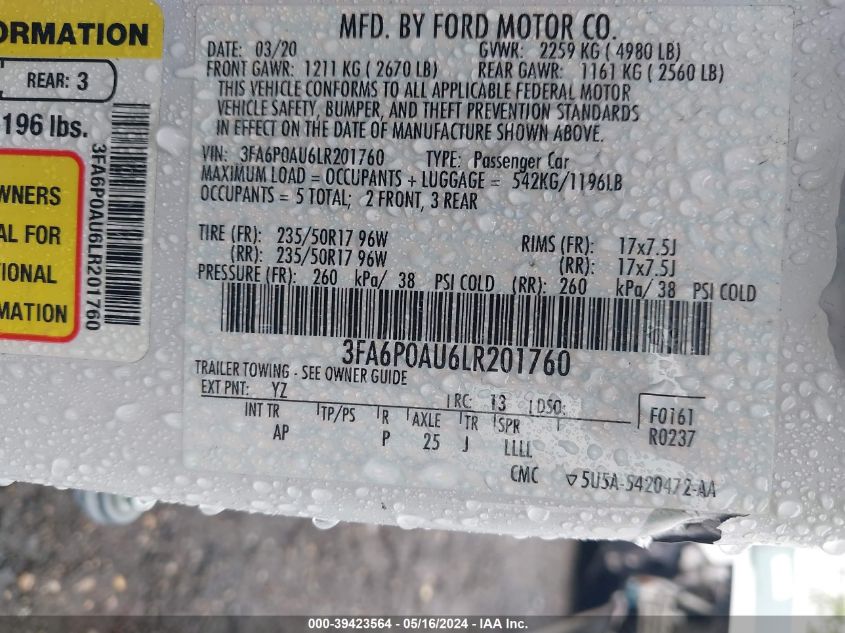 ORMATION
REAR: 3
196 lbs.
WNERS
AL FOR
TIONAL
MATION
3FA6P0AU6LR201760
MFD. BY FORD MOTOR CO.
DATE: 03/20 GVWR: 2259 KG ( 4980 LB)
FRONT GAWR: 1211 KG ( 2670 LB) REAR GAWR: 1161 KG ( 2560 LB)
THIS VEHICLE CONFORMS TO ALL APPLICABLE FEDERAL MOTOR
VEHICLE SAFETY, BUMPER, AND THEFT PREVENTION STANDARDS
IN EFFECT ON THE DATE OF MANUFACTURE SHOWN ABOVE.
VIN: 3FA6P0AU6LR201760 TYPE: Passenger Car
MAXIMUM LOAD = OCCUPANTS + LUGGAGE = 542KG/1196LB
OCCUPANTS = 5 TOTAL; 2 FRONT, 3 REAR
TIRE (FR): 235/50R17 96W RIMS (FR): 17x7.5J
(RR): 235/50R17 96W (RR): 17x7.5J
PRESSURE (FR): 260 kPa/ 38 PSI COLD (RR): 260 kPa/ 38 PSI COLD
3FA6P0AU6LR201760
TRAILER TOWING - SEE OWNER GUIDE
EXT PNT: YZ RC: 13 DSO: F0161
INT TR TP/PS R AXLE TR SPR R0237
AP P 25 J LLLL
CMC 5U5A-5420472-AA
000-39423564 - 05/16/2024 - IAA Inc.